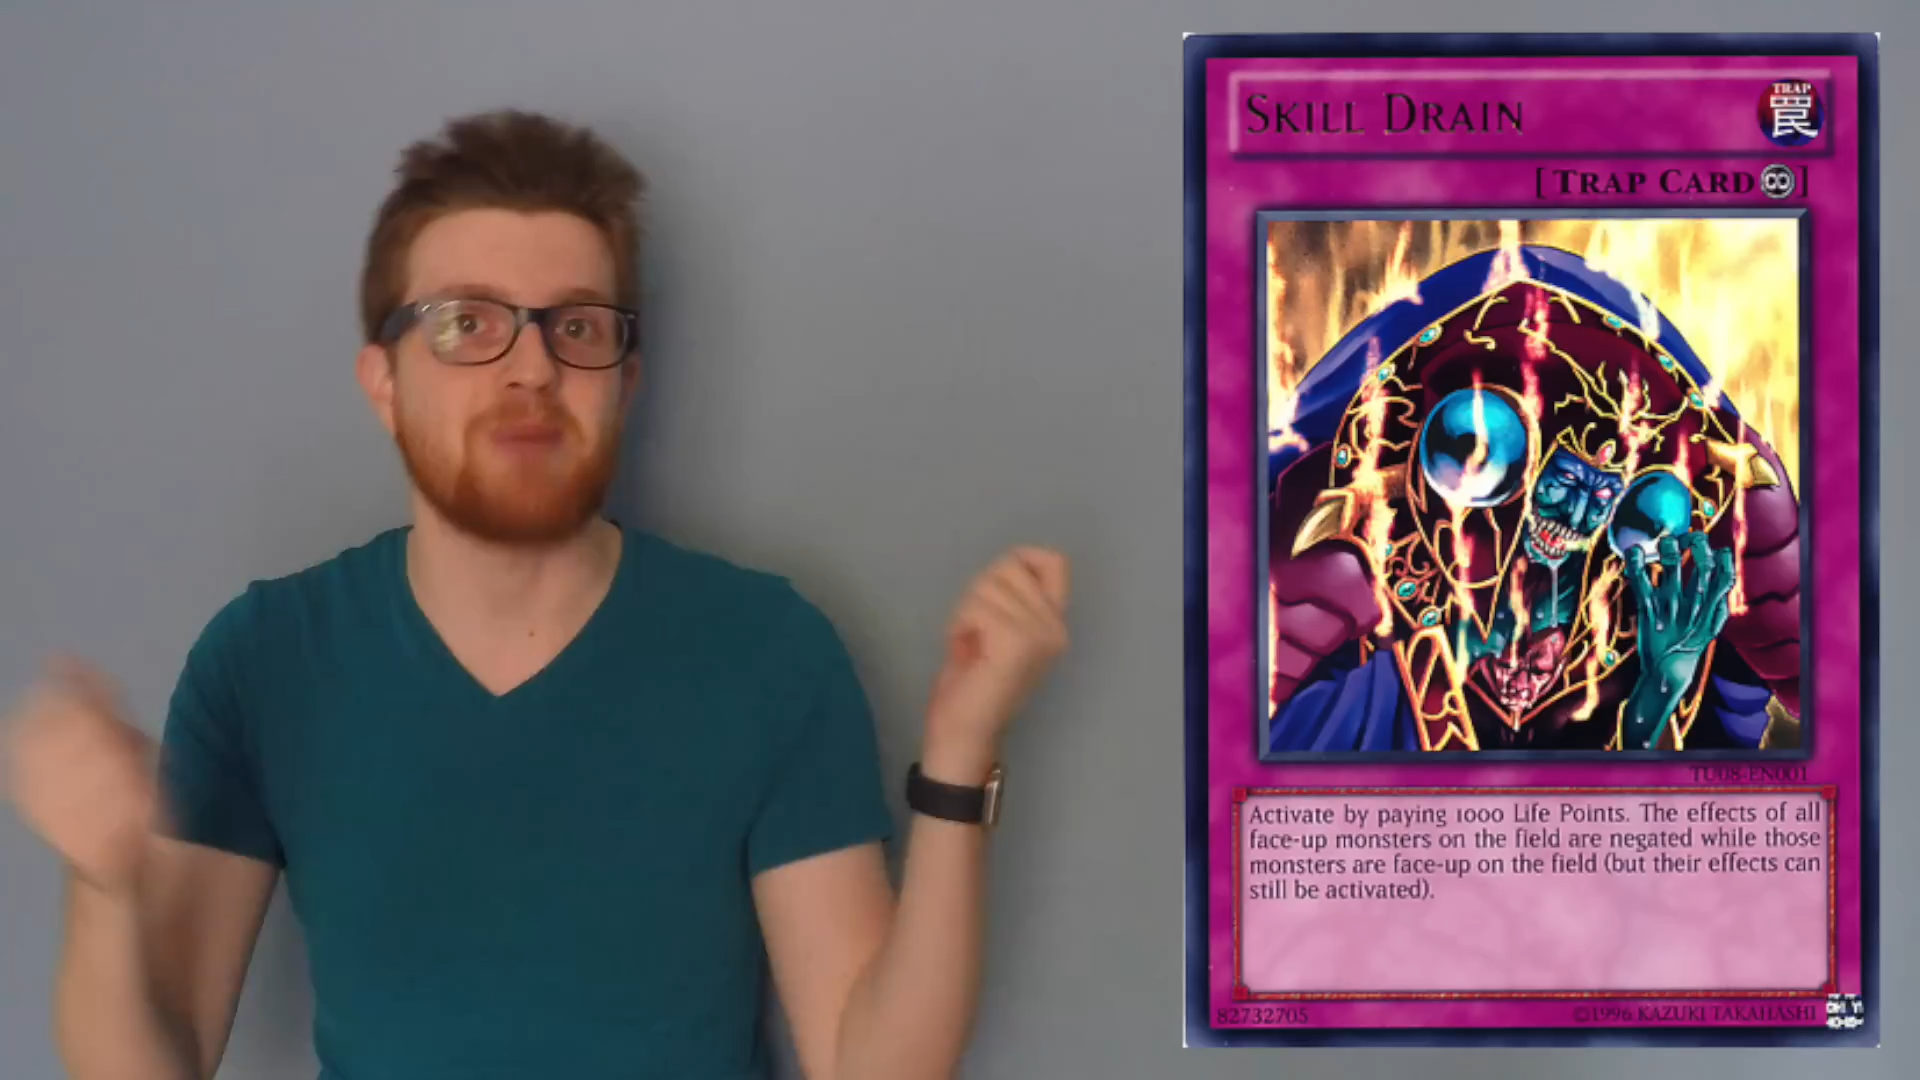 SKILL DRAIN
TRAP
罠
[TRAP CARD]
TU08-EN001
Activate by paying 1000 Life Points. The effects of all
face-up monsters on the field are negated while those
monsters are face-up on the field (but their effects can
still be activated).
82732705
©1996 KAZUKI TAKAHASHI